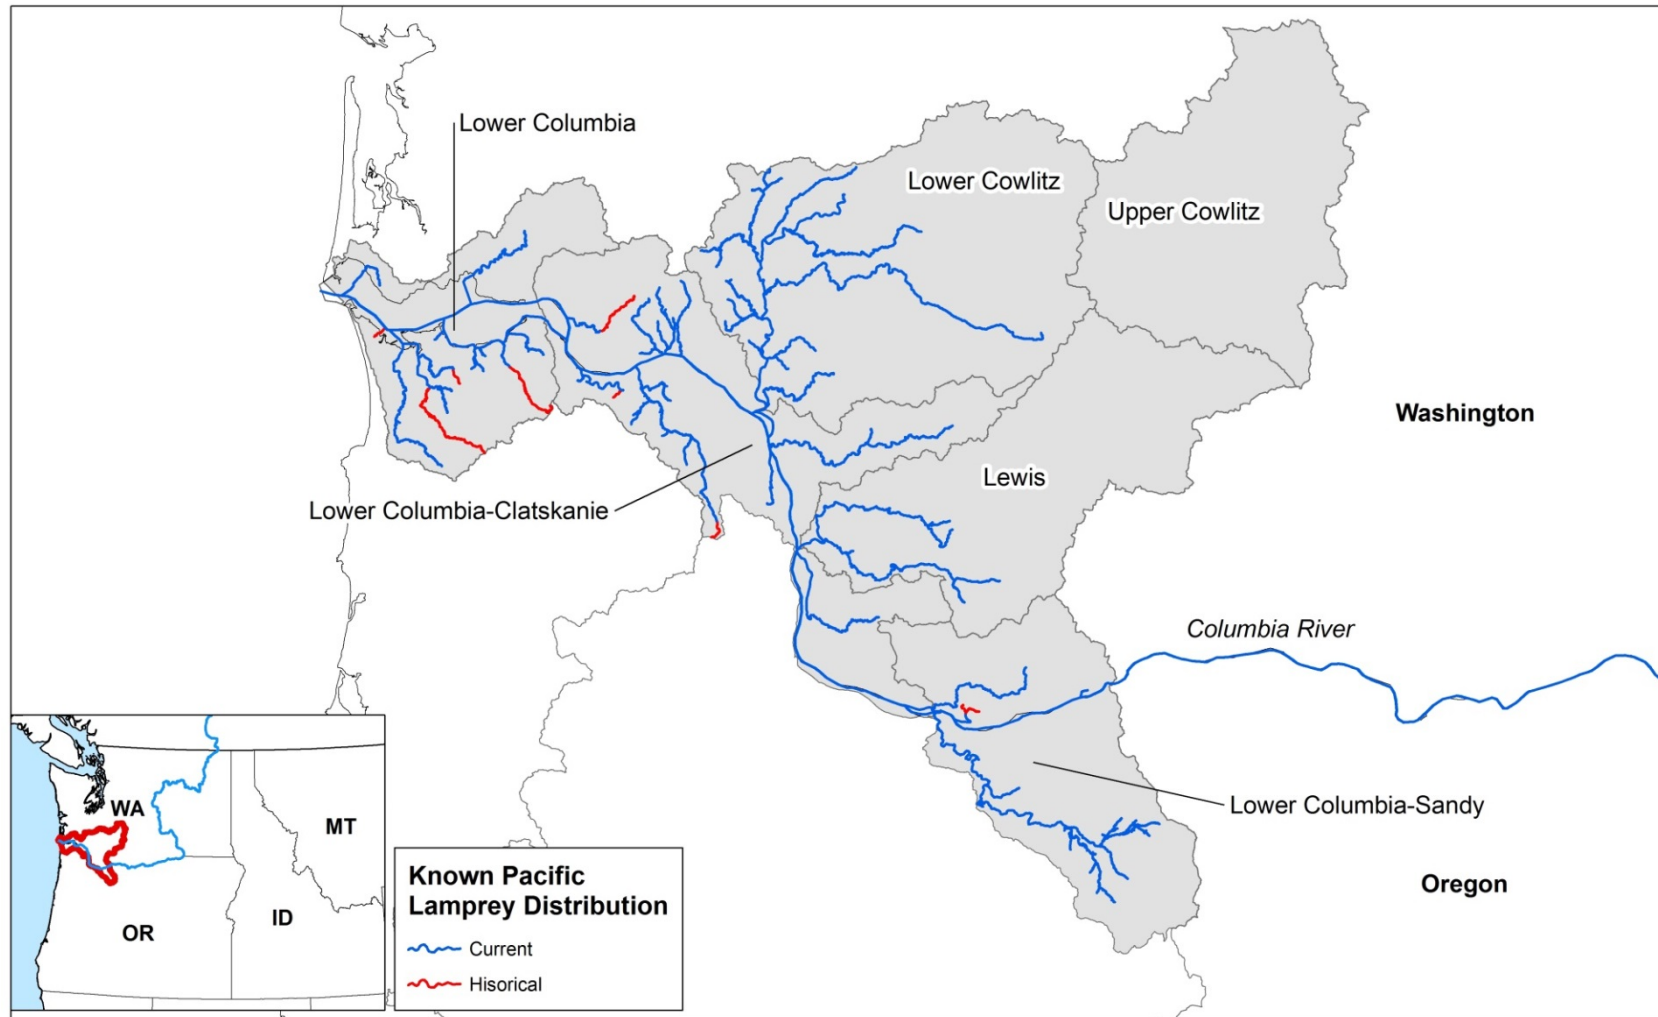 Lower Columbia
Lower Cowlitz
Upper Cowlitz
Washington
Lewis
Lower Columbia-Clatskanie
Columbia River
Lower Columbia-Sandy
Oregon
WA
MT
ID
OR
Known Pacific
Lamprey Distribution
Current
Hisorical